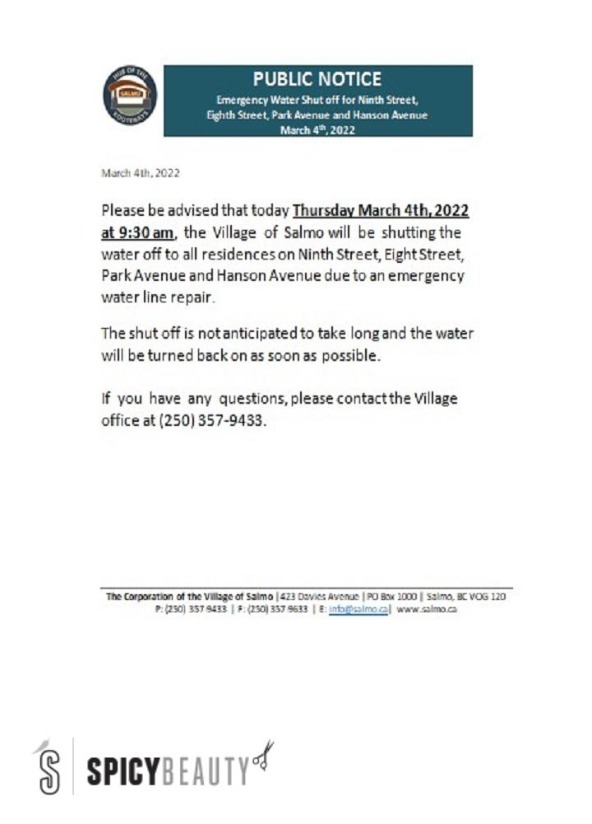 HUB OF THE
SALMO
KOOTENAYS
PUBLIC NOTICE
Emergency Water Shut off for Ninth Street,
Eighth Street, Park Avenue and Hanson Avenue
March 4th, 2022
March 4th, 2022
Please be advised that today Thursday March 4th, 2022
at 9:30 am, the Village of Salmo will be shutting the
water off to all residences on Ninth Street, Eight Street,
Park Avenue and Hanson Avenue due to an emergency
water line repair.
The shut off is not anticipated to take long and the water
will be turned back on as soon as possible.
If you have any questions, please contact the Village
office at (250) 357-9433.
The Corporation of the Village of Salmo | 423 Davies Avenue | PO Box 1000 | Salmo, BC V0G 1Z0
P: (250) 357 9433 | F: (250) 357 9633 | E: info@salmo.ca| www.salmo.ca
S SPICYBEAUTY